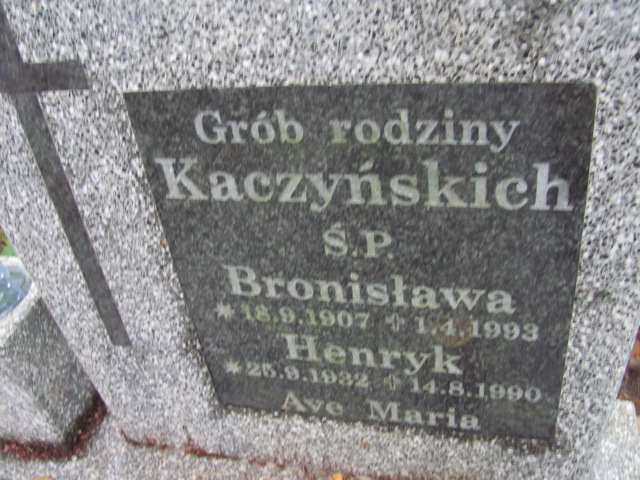 Grób rodziny
Kaczyńskich
Ś.P.
Bronisława
*18.9.1907 ✝1.4.1993
Henryk
*25.9.1932 ✝14.8.1990
Ave Maria